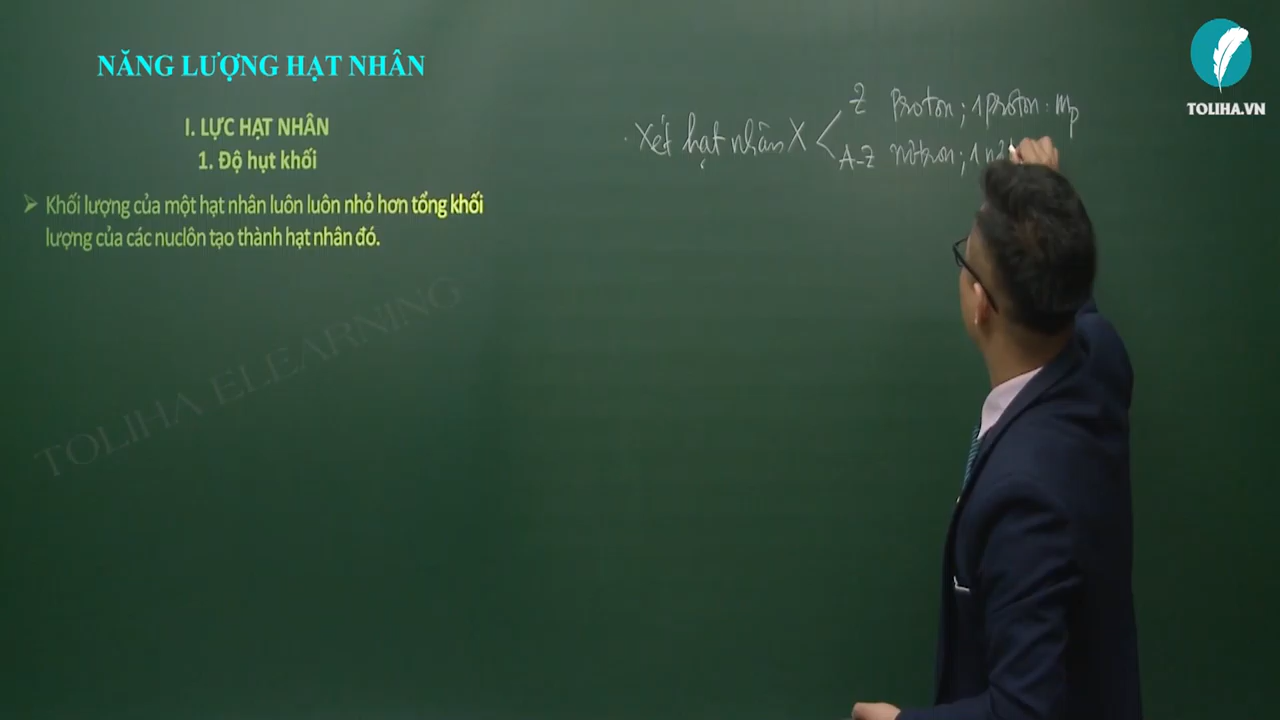 NĂNG LƯỢNG HẠT NHÂN
I. LỰC HẠT NHÂN
1. Độ hụt khối
➢ Khối lượng của một hạt nhân luôn luôn nhỏ hơn tổng khối
lượng của các nuclôn tạo thành hạt nhân đó.
TOLIHA ELEARNING
· Xét hạt nhân X
Z proton; 1 proton: mp
A-Z nơtron; 1
TOLIHA.VN